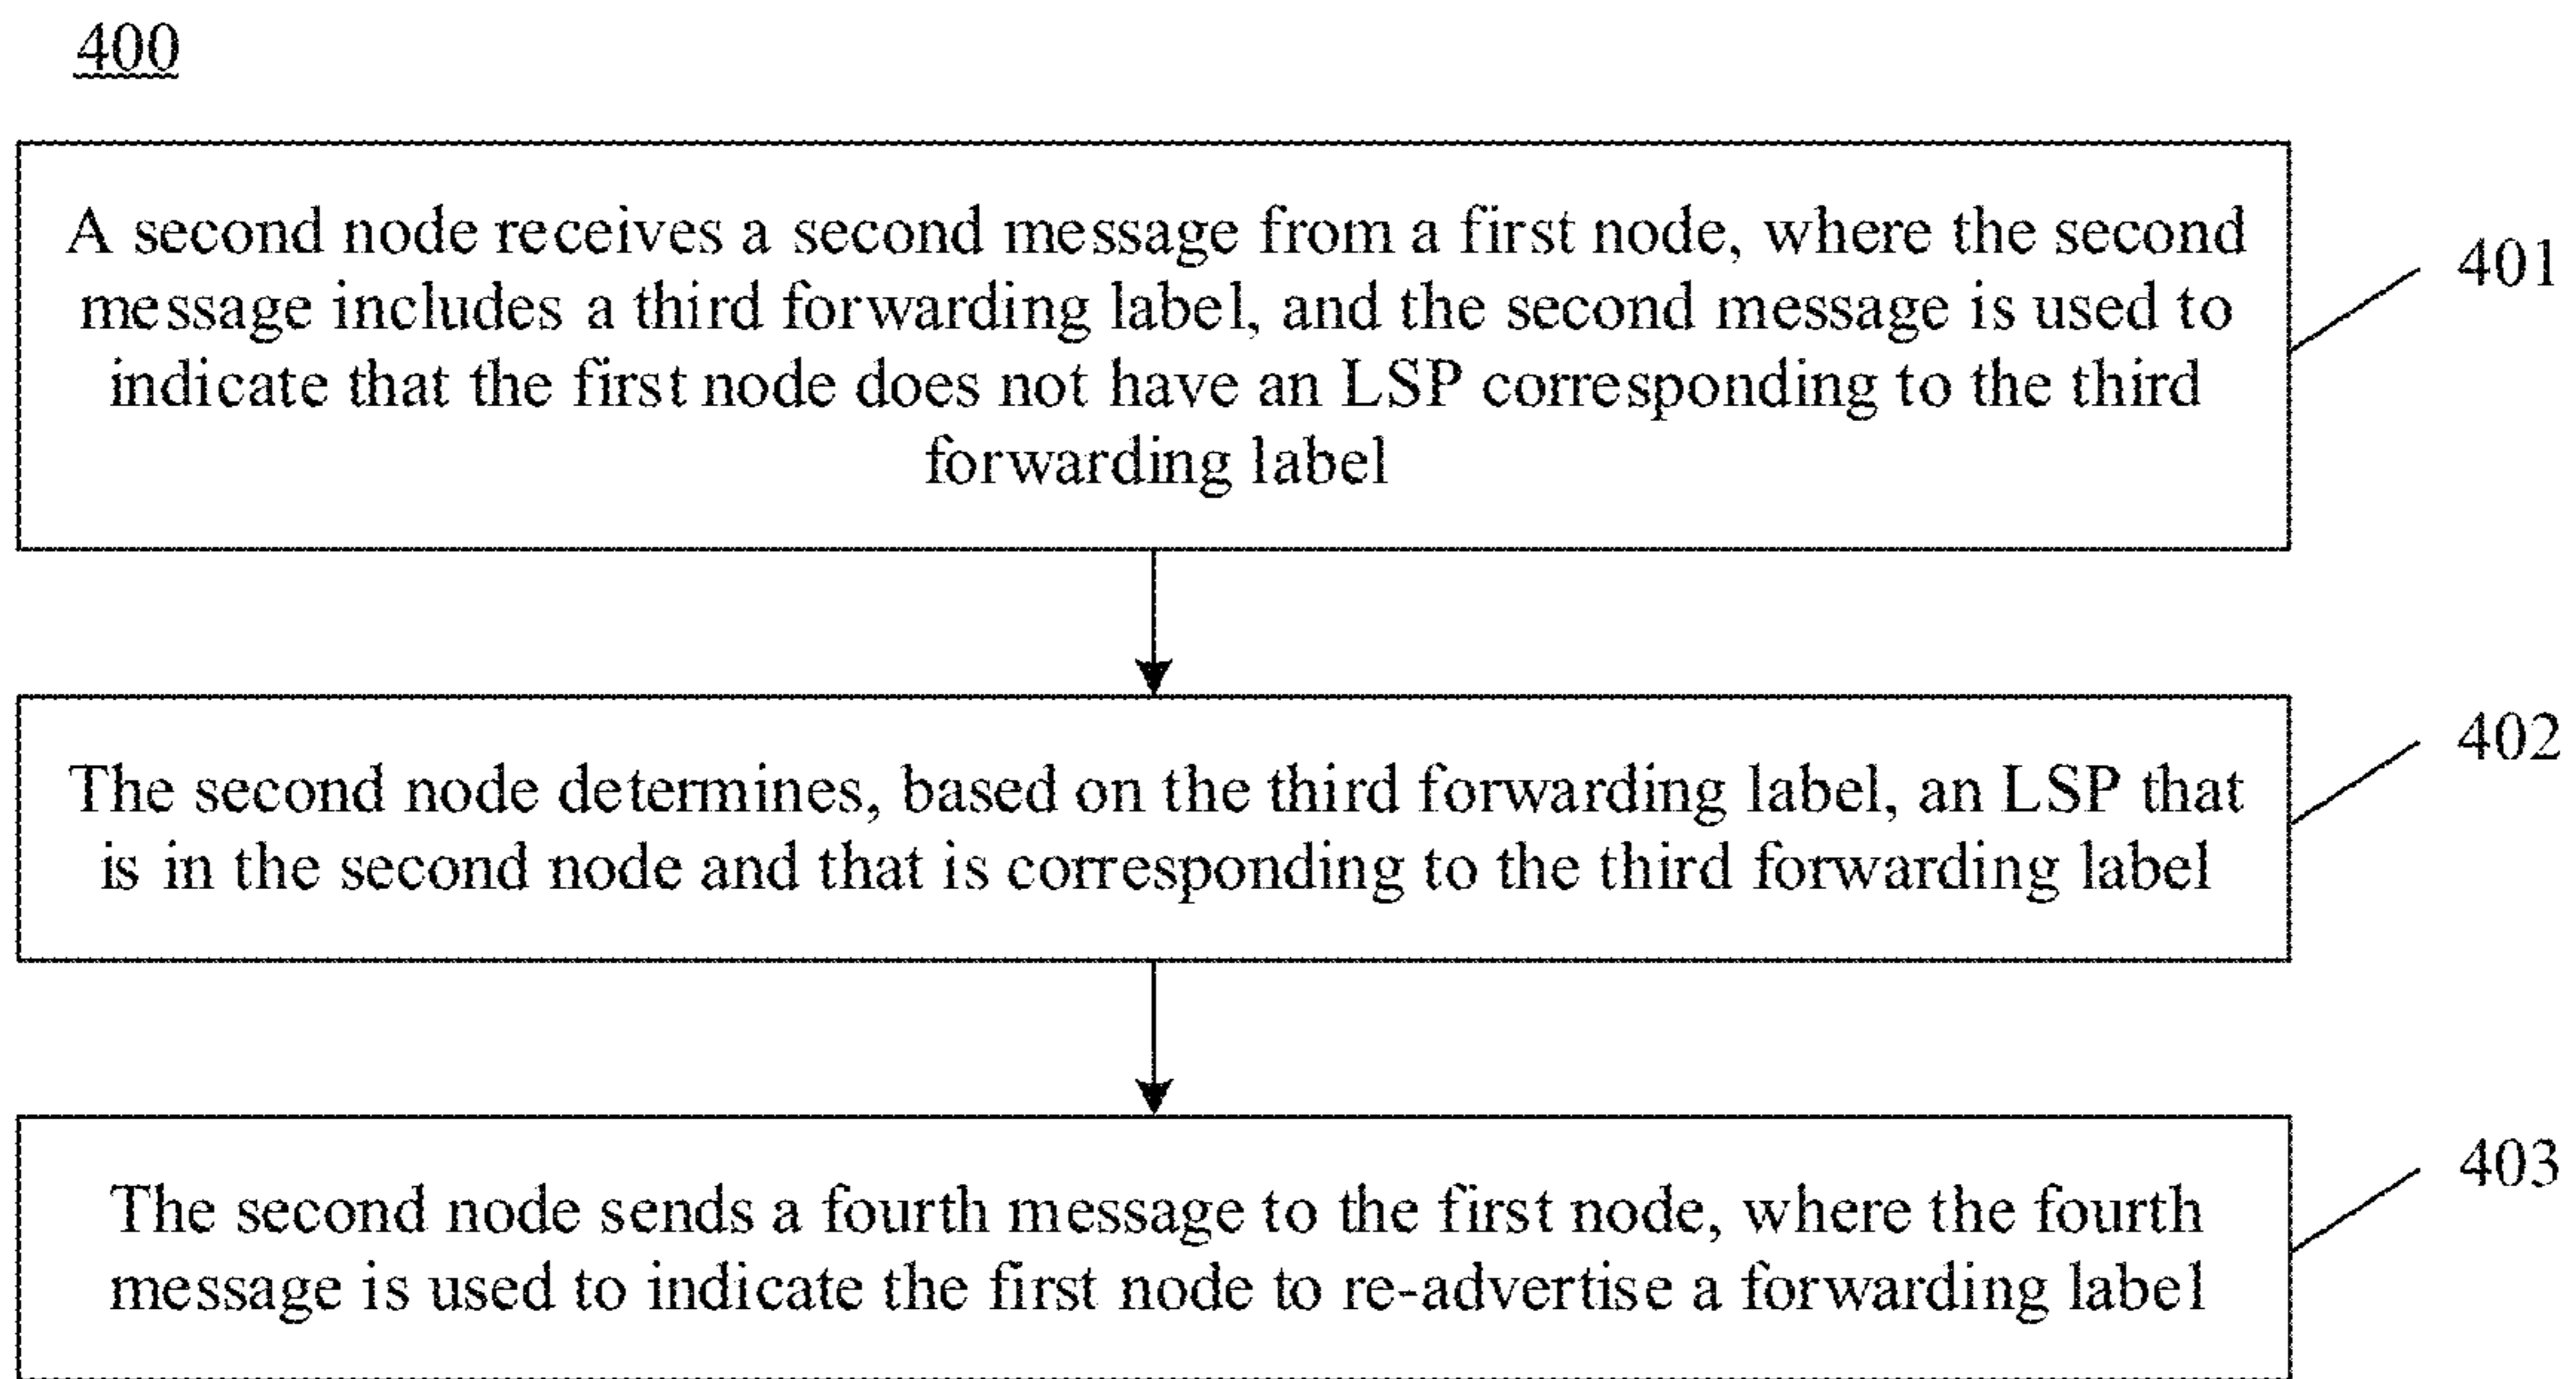 400
A second node receives a second message from a first node, where the second
message includes a third forwarding label, and the second message is used to
indicate that the first node does not have an LSP corresponding to the third
forwarding label
401
The second node determines, based on the third forwarding label, an LSP that
is in the second node and that is corresponding to the third forwarding label
402
The second node sends a fourth message to the first node, where the fourth
message is used to indicate the first node to re-advertise a forwarding label
403